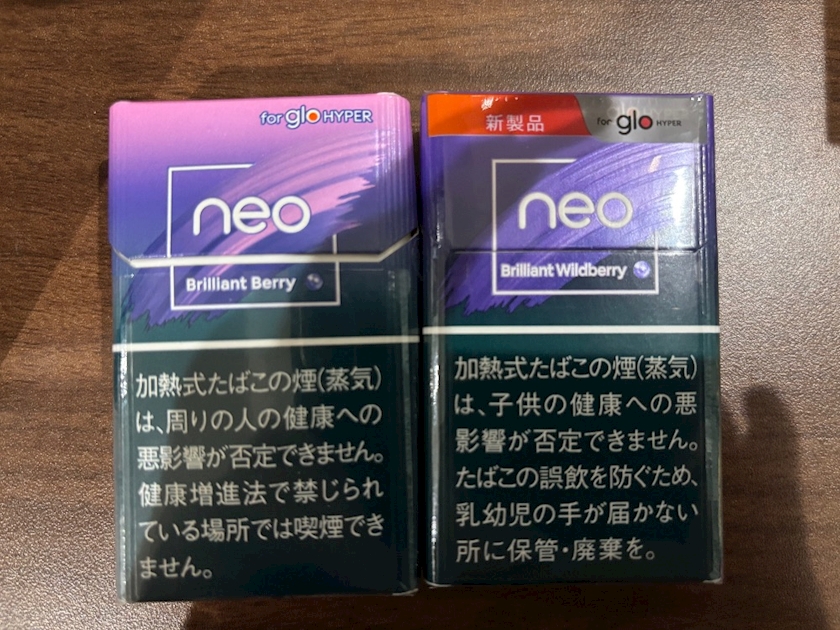 for glo HYPER
neo
Brilliant Berry
加熱式たばこの煙(蒸気)
は、周りの人の健康への
悪影響が否定できません。
健康増進法で禁じられ
ている場所では喫煙でき
ません。
新製品
for glo HYPER
neo
Brilliant Wildberry
加熱式たばこの煙(蒸気)
は、子供の健康への悪
影響が否定できません。
たばこの誤飲を防ぐため、
乳幼児の手が届かない
所に保管・廃棄を。